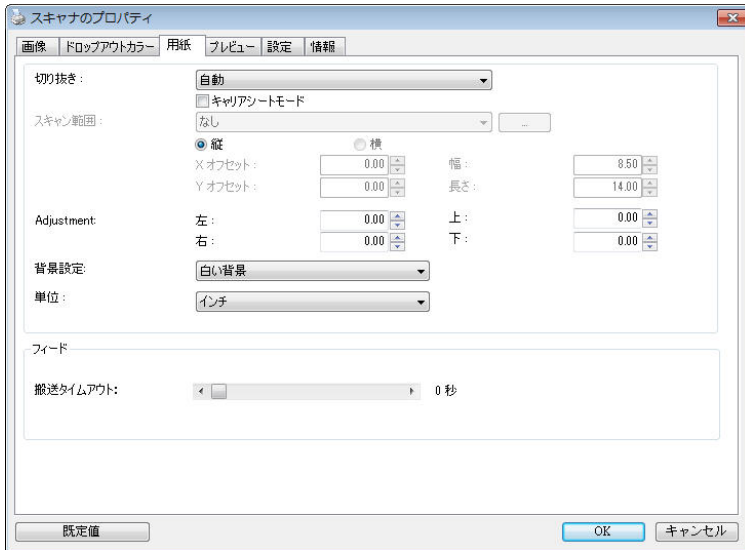 スキャナのプロパティ
画像 ドロップアウトカラー 用紙 プレビュー 設定 情報
切り抜き: 自動
キャリアシートモード
スキャン範囲: なし ...
縦 横
X オフセット: 0.00 幅: 8.50
Y オフセット: 0.00 長さ: 14.00
Adjustment: 左: 0.00 上: 0.00
右: 0.00 下: 0.00
背景設定: 白い背景
単位: インチ
フィード
搬送タイムアウト: 0 秒
既定値 OK キャンセル